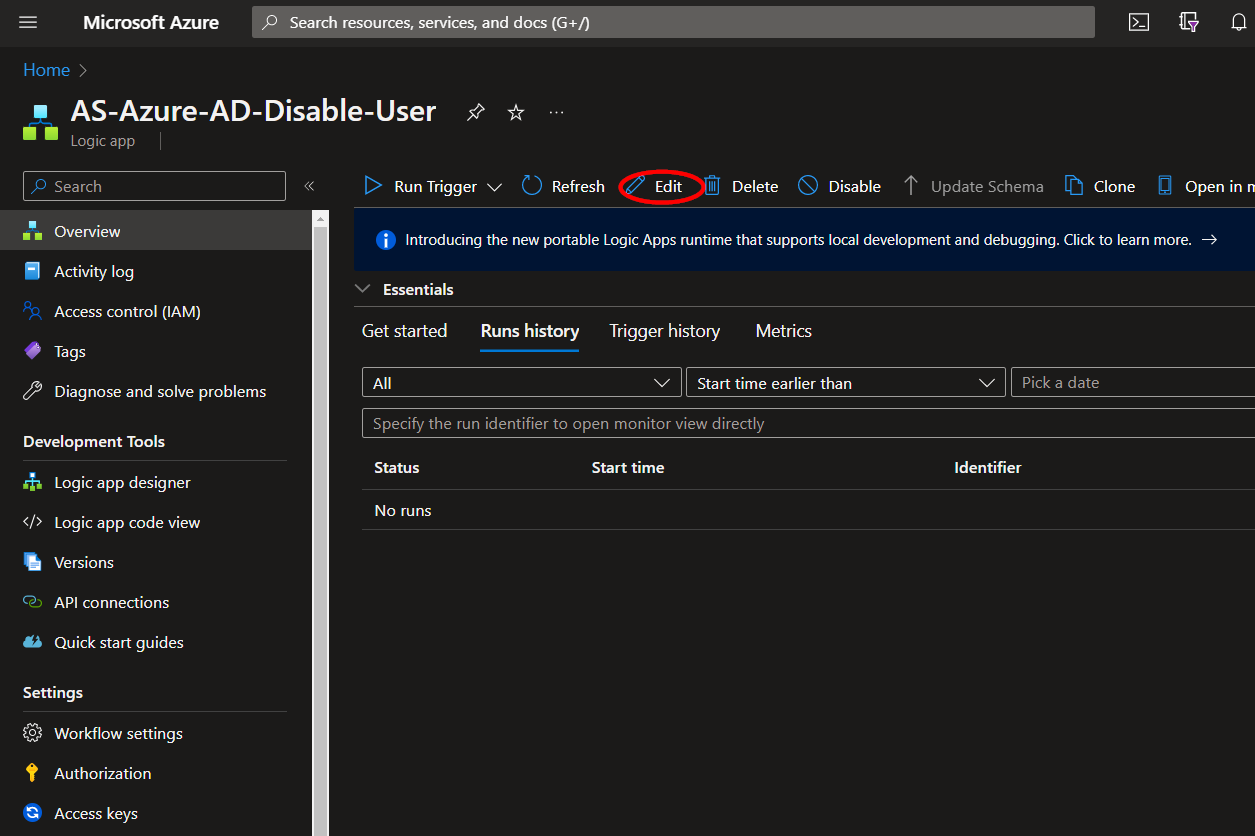 Microsoft Azure
Search resources, services, and docs (G+/)
Home
AS-Azure-AD-Disable-User
Logic app
Search
Run Trigger
Refresh
Edit
Delete
Disable
Update Schema
Clone
Open in m
Overview
Activity log
Access control (IAM)
Tags
Diagnose and solve problems
Development Tools
Logic app designer
Logic app code view
Versions
API connections
Quick start guides
Settings
Workflow settings
Authorization
Access keys
Introducing the new portable Logic Apps runtime that supports local development and debugging. Click to learn more.
Essentials
Get started
Runs history
Trigger history
Metrics
All
Start time earlier than
Pick a date
Specify the run identifier to open monitor view directly
Status
Start time
Identifier
No runs